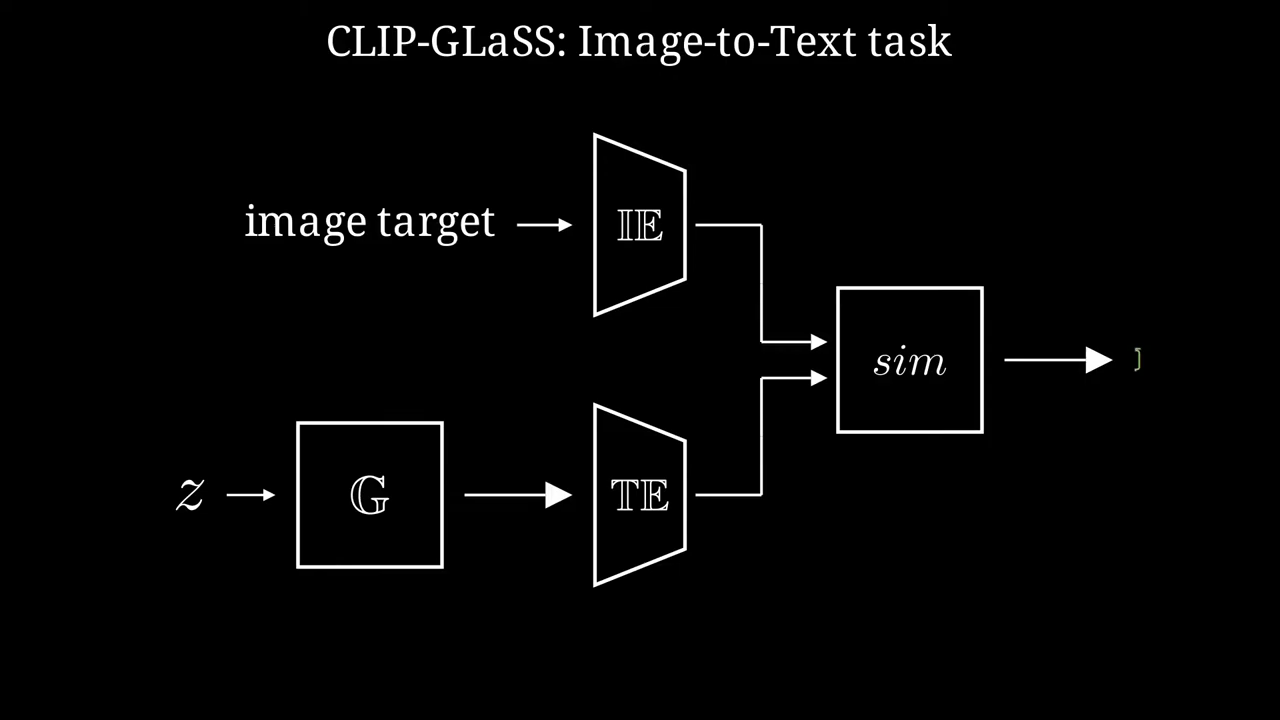 CLIP-GLaSS: Image-to-Text task
image target
𝕀𝔼
sim
z
𝔾
𝕋𝔼